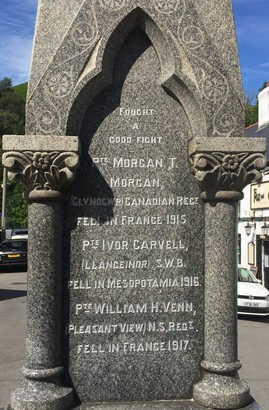 FOUGHT
A
GOOD FIGHT
PTE MORGAN T.
MORGAN,
(GLYNOGWR) CANADIAN REGT
FELL IN FRANCE 1915.
PTE IVOR CARVELL,
(LLANGEINOR) S.W.B.
FELL IN MESOPOTAMIA 1916.
PTE WILLIAM H. VENN,
(PLEASANT VIEW) N.S. REGT.
FELL IN FRANCE 1917.